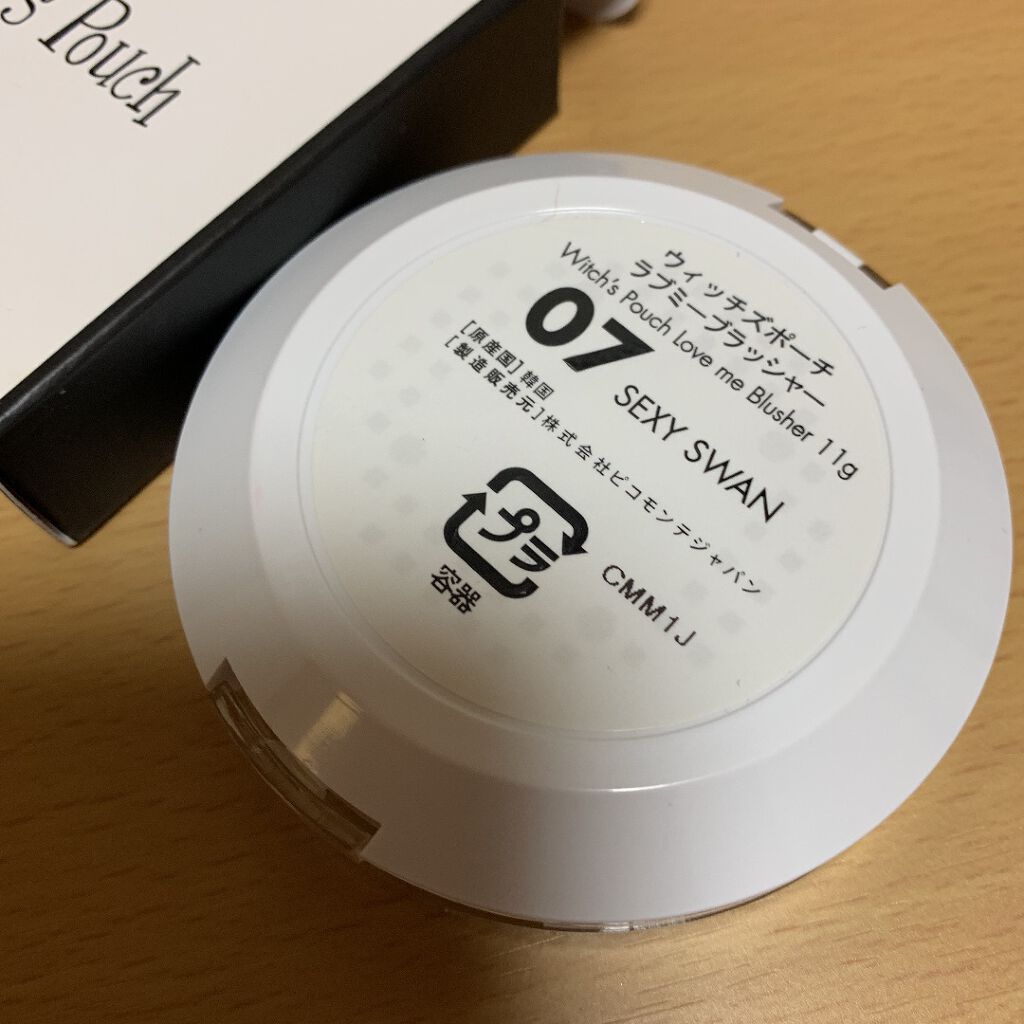 s Pouch
ウィッチズポーチ
ラブミーブラッシャー
Witch's Pouch Love me Blusher 11g
07 SEXY SWAN
[原産国]韓国
[製造販売元]株式会社ピコモンテジャパン
プラ
容器
CMM1J